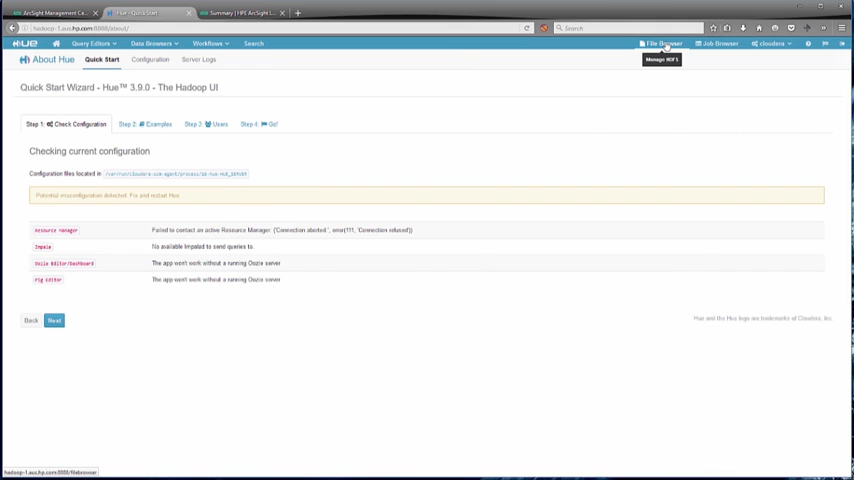 ArcSight Management Ce...
Hue - Quick Start
Summary | HPE ArcSight L...
hadoop-1.aus.hp.com:8888/about/
Search
HUE
Query Editors
Data Browsers
Workflows
Search
File Browser
Job Browser
cloudera
Manage HDFS
About Hue
Quick Start
Configuration
Server Logs
Quick Start Wizard - Hue™ 3.9.0 - The Hadoop UI
Step 1: Check Configuration
Step 2: Examples
Step 3: Users
Step 4: Go!
Checking current configuration
Configuration files located in
Potential misconfiguration detected. Fix and restart Hue.
Resource Manager Failed to contact an active Resource Manager: ('Connection aborted.', error(111, 'Connection refused'))
Impala No available Impalad to send queries to.
Oozie Editor/Dashboard The app won't work without a running Oozie server
Pig Editor The app won't work without a running Oozie server
Back
Next
Hue and the Hue logo are trademarks of Cloudera, Inc.
hadoop-1.aus.hp.com:8888/filebrowser